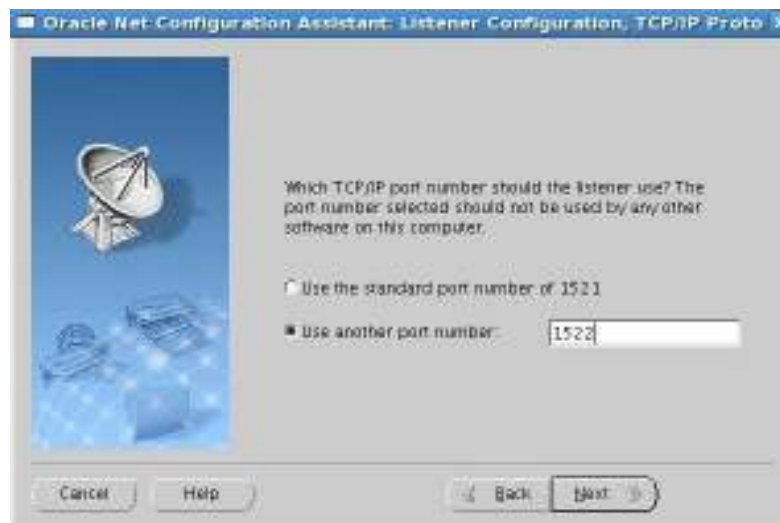 Oracle Net Configuration Assistant: Listener Configuration, TCP/IP Proto
Which TCP/IP port number should the listener use? The
port number selected should not be used by any other
software on this computer.
Use the standard port number of 1521
Use another port number: 1522
Cancel Help Back Next